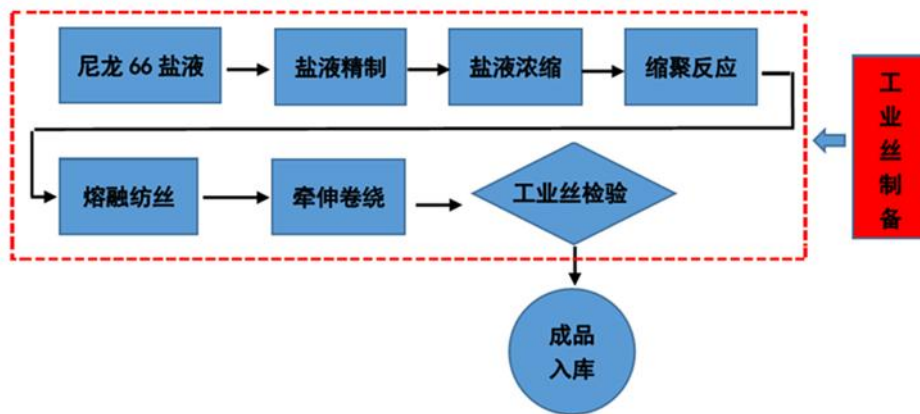 尼龙 66 盐液
盐液精制
盐液浓缩
缩聚反应
熔融纺丝
牵伸卷绕
工业丝检验
成品
入库
工
业
丝
制
备